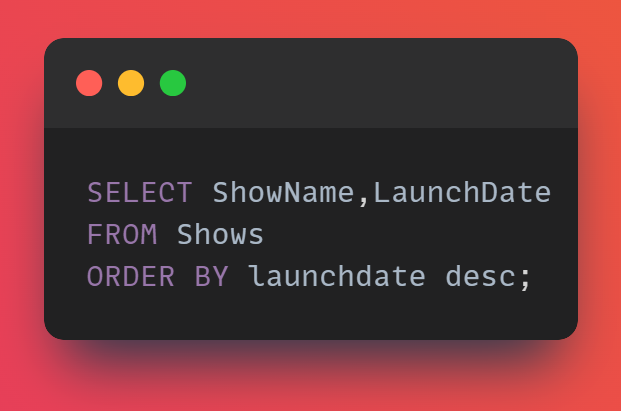 SELECT ShowName,LaunchDate
FROM Shows
ORDER BY launchdate desc;